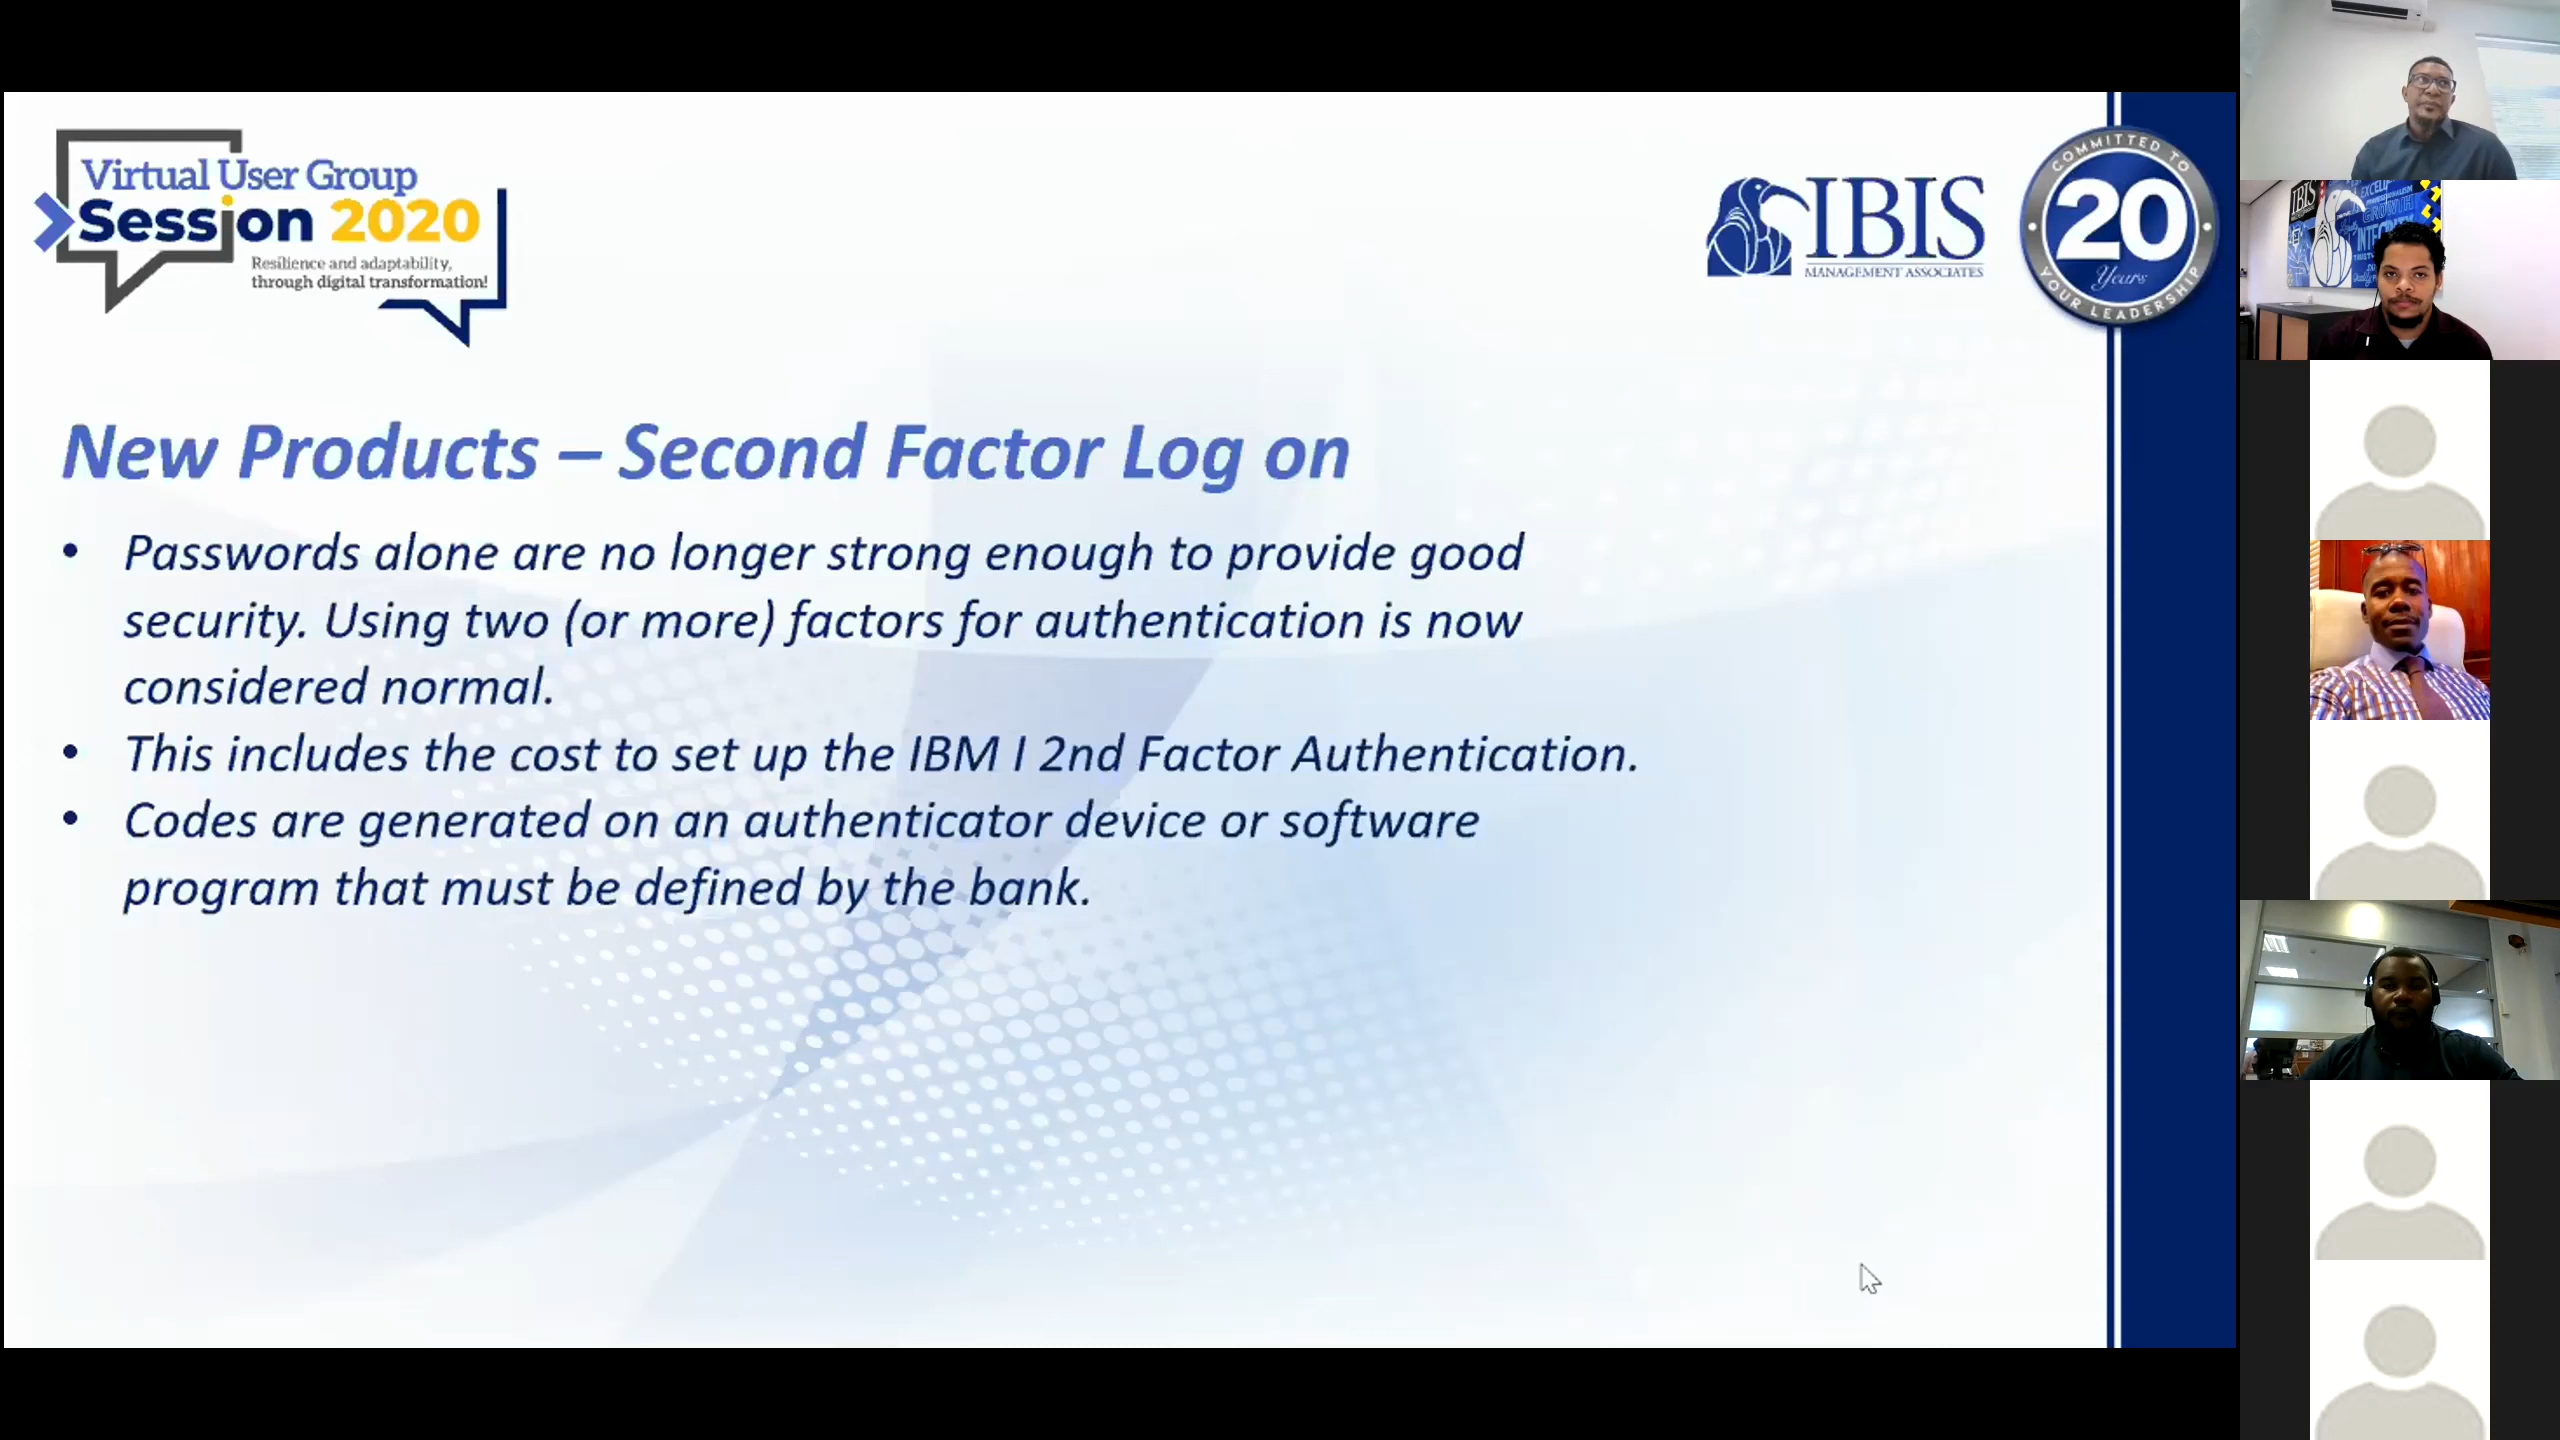 Virtual User Group
Session 2020
Resilience and adaptability,
through digital transformation!
IBIS
MANAGEMENT ASSOCIATES
COMMITTED TO
20
Years
YOUR LEADERSHIP
New Products – Second Factor Log on
• Passwords alone are no longer strong enough to provide good
security. Using two (or more) factors for authentication is now
considered normal.
• This includes the cost to set up the IBM I 2nd Factor Authentication.
• Codes are generated on an authenticator device or software
program that must be defined by the bank.
IBIS
GROWTH